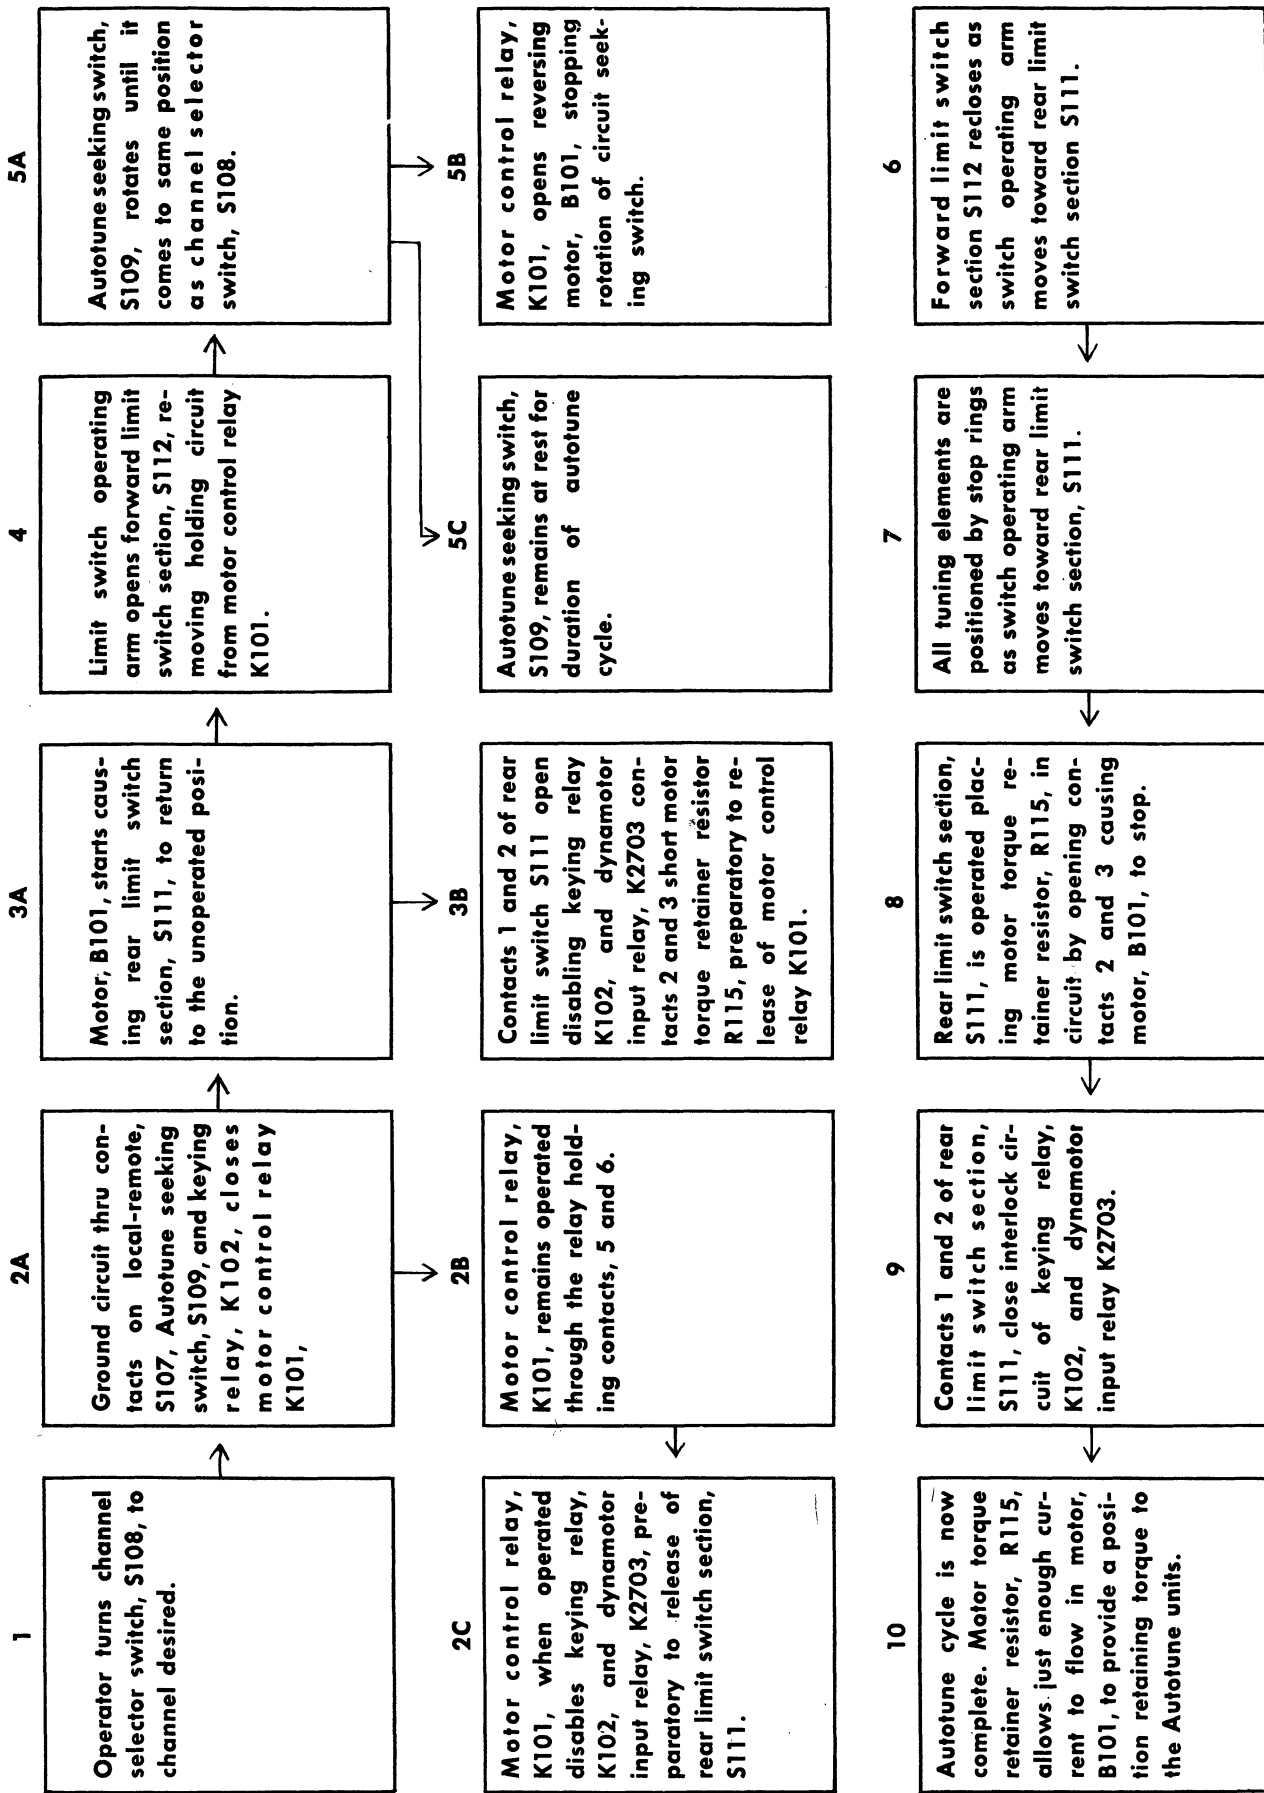 1
Operator turns channel
selector switch, S108, to
channel desired.
2A
Ground circuit thru con-
tacts on local-remote,
S107, Autotune seeking
switch, S109, and keying
relay, K102, closes
motor control relay
K101,
3A
Motor, B101, starts caus-
ing rear limit switch
section, S111, to return
to the unoperated posi-
tion.
4
Limit switch operating
arm opens forward limit
switch section, S112, re-
moving holding circuit
from motor control relay
K101.
5A
Autotune seeking switch,
S109, rotates until it
comes to same position
as channel selector
switch, S108.
2C
Motor control relay,
K101, when operated
disables keying relay,
K102, and dynamotor
input relay, K2703, pre-
paratory to release of
rear limit switch section,
S111.
2B
Motor control relay,
K101, remains operated
through the relay hold-
ing contacts, 5 and 6.
3B
Contacts 1 and 2 of rear
limit switch S111 open
disabling keying relay
K102, and dynamotor
input relay, K2703 con-
tacts 2 and 3 short motor
torque retainer resistor
R115, preparatory to re-
lease of motor control
relay K101.
5C
Autotune seeking switch,
S109, remains at rest for
duration of autotune
cycle.
5B
Motor control relay,
K101, opens reversing
motor, B101, stopping
rotation of circuit seek-
ing switch.
10
Autotune cycle is now
complete. Motor torque
retainer resistor, R115,
allows just enough cur-
rent to flow in motor,
B101, to provide a posi-
tion retaining torque to
the Autotune units.
9
Contacts 1 and 2 of rear
limit switch section,
S111, close interlock cir-
cuit of keying relay,
K102, and dynamotor
input relay K2703.
8
Rear limit switch section,
S111, is operated plac-
ing motor torque re-
tainer resistor, R115, in
circuit by opening con-
tacts 2 and 3 causing
motor, B101, to stop.
7
All tuning elements are
positioned by stop rings
as switch operating arm
moves toward rear limit
switch section, S111.
6
Forward limit switch
section S112 recloses as
switch operating arm
moves toward rear limit
switch section S111.